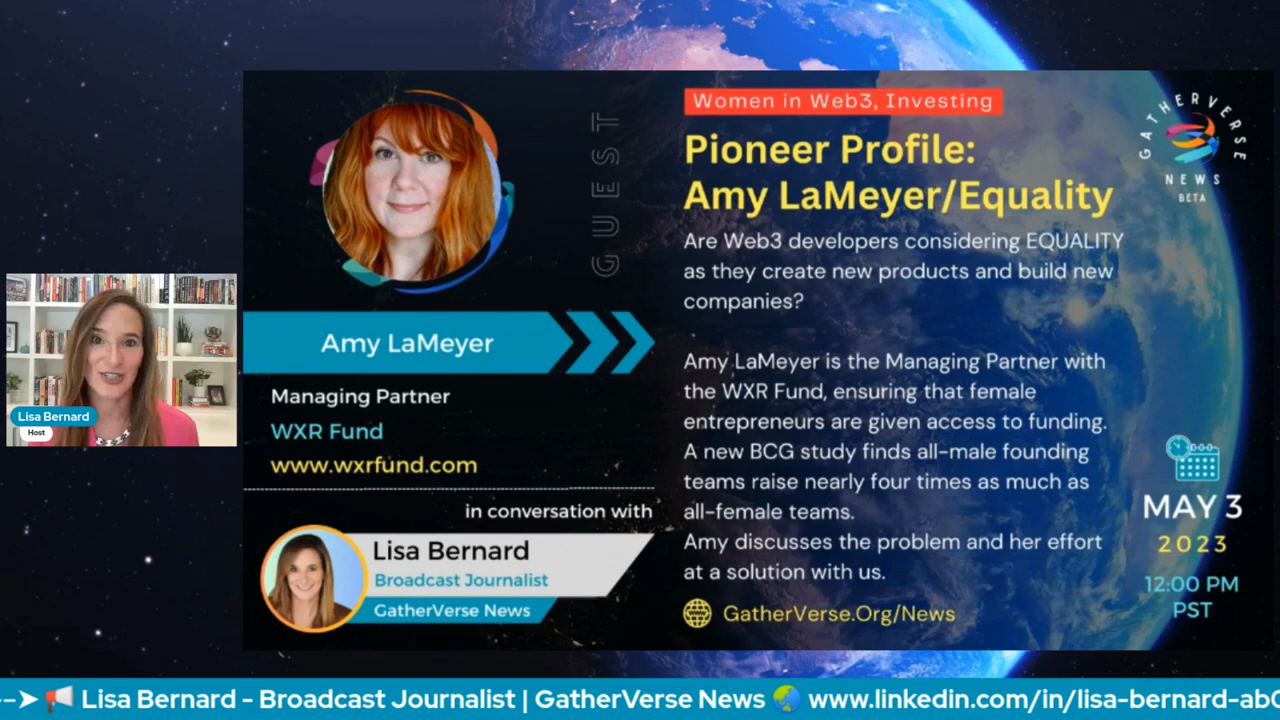 Lisa Bernard
Host
GUEST
Amy LaMeyer
Managing Partner
WXR Fund
www.wxrfund.com
in conversation with
Lisa Bernard
Broadcast Journalist
GatherVerse News
Women in Web3, Investing
Pioneer Profile:
Amy LaMeyer/Equality
Are Web3 developers considering EQUALITY
as they create new products and build new
companies?
Amy LaMeyer is the Managing Partner with
the WXR Fund, ensuring that female
entrepreneurs are given access to funding.
A new BCG study finds all-male founding
teams raise nearly four times as much as
all-female teams.
Amy discusses the problem and her effort
at a solution with us.
GatherVerse.Org/News
GATHERVERSE
NEWS
BETA
MAY 3
2023
12:00 PM
PST
--➤ 📢 Lisa Bernard - Broadcast Journalist | GatherVerse News 🌏 www.linkedin.com/in/lisa-bernard-ab